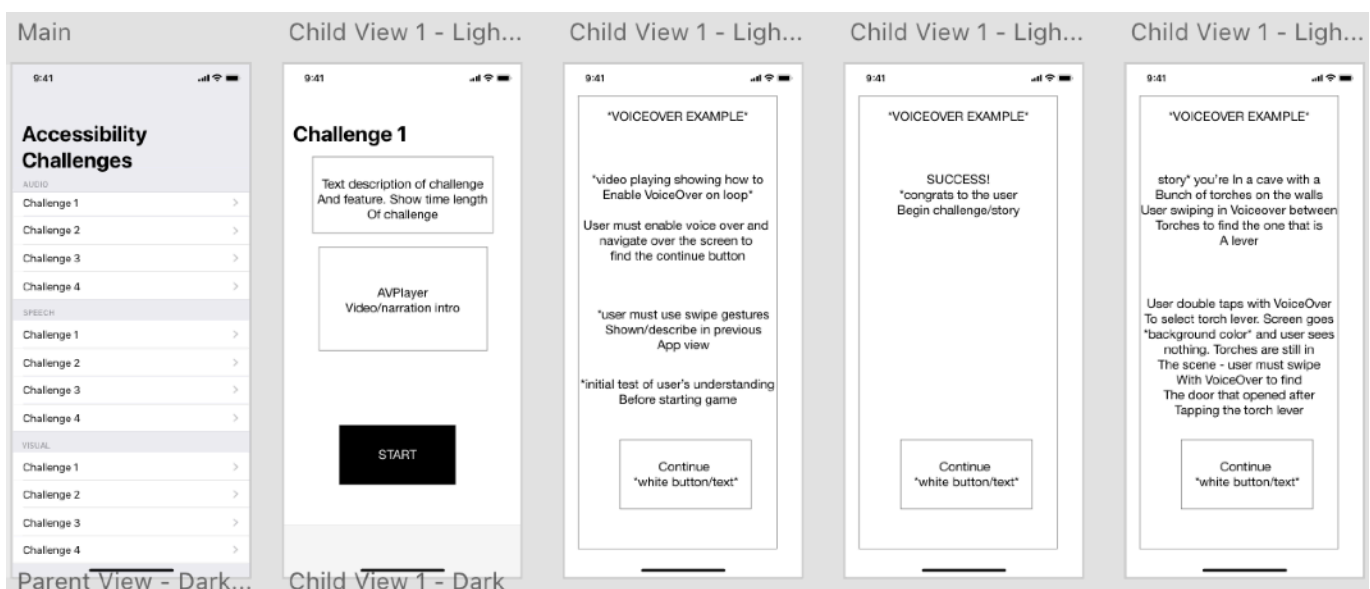 Main
9:41
Accessibility
Challenges
AUDIO
Challenge 1
Challenge 2
Challenge 3
Challenge 4
SPEECH
Challenge 1
Challenge 2
Challenge 3
Challenge 4
VISUAL
Challenge 1
Challenge 2
Challenge 3
Challenge 4
Parent View - Dark...
Child View 1 - Ligh...
9:41
Challenge 1
Text description of challenge
And feature. Show time length
Of challenge
AVPlayer
Video/narration intro
START
Child View 1 - Dark
Child View 1 - Ligh...
9:41
*VOICEOVER EXAMPLE*
*video playing showing how to
Enable VoiceOver on loop*
User must enable voice over and
navigate over the screen to
find the continue button
*user must use swipe gestures
Shown/describe in previous
App view
*initial test of user's understanding
Before starting game
Continue
*white button/text*
Child View 1 - Ligh...
9:41
*VOICEOVER EXAMPLE*
SUCCESS!
*congrats to the user
Begin challenge/story
Continue
*white button/text*
Child View 1 - Ligh...
9:41
*VOICEOVER EXAMPLE*
story* you're In a cave with a
Bunch of torches on the walls
User swiping in Voiceover between
Torches to find the one that is
A lever
User double taps with VoiceOver
To select torch lever. Screen goes
*background color* and user sees
nothing. Torches are still in
The scene - user must swipe
With VoiceOver to find
The door that opened after
Tapping the torch lever
Continue
*white button/text*